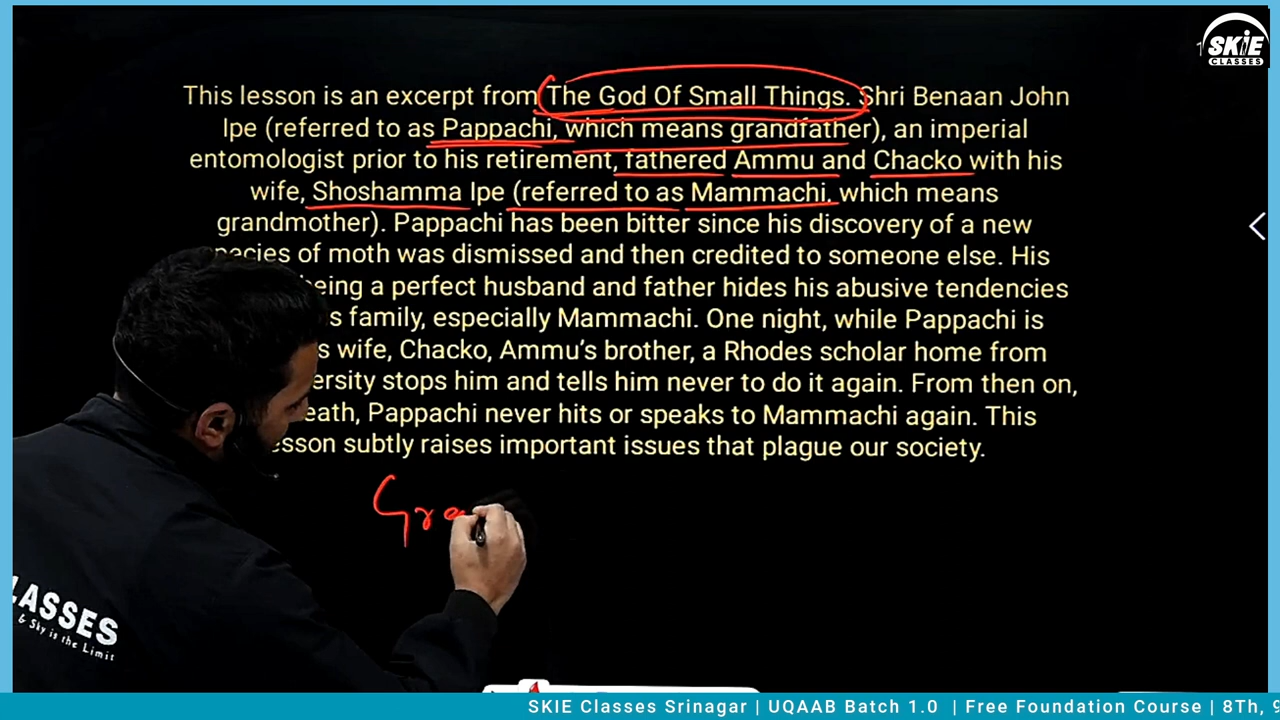 SKIE
CLASSES
This lesson is an excerpt from The God Of Small Things. Shri Benaan John
Ipe (referred to as Pappachi, which means grandfather), an imperial
entomologist prior to his retirement, fathered Ammu and Chacko with his
wife, Shoshamma Ipe (referred to as Mammachi, which means
grandmother). Pappachi has been bitter since his discovery of a new
of moth was dismissed and then credited to someone else. His
being a perfect husband and father hides his abusive tendencies
family, especially Mammachi. One night, while Pappachi is
wife, Chacko, Ammu's brother, a Rhodes scholar home from
stops him and tells him never to do it again. From then on,
Pappachi never hits or speaks to Mammachi again. This
lesson subtly raises important issues that plague our society.
LASSES
& Sky is the Limit
SKIE Classes Srinagar | UQAAB Batch 1.0 | Free Foundation Course | 8Th, 9